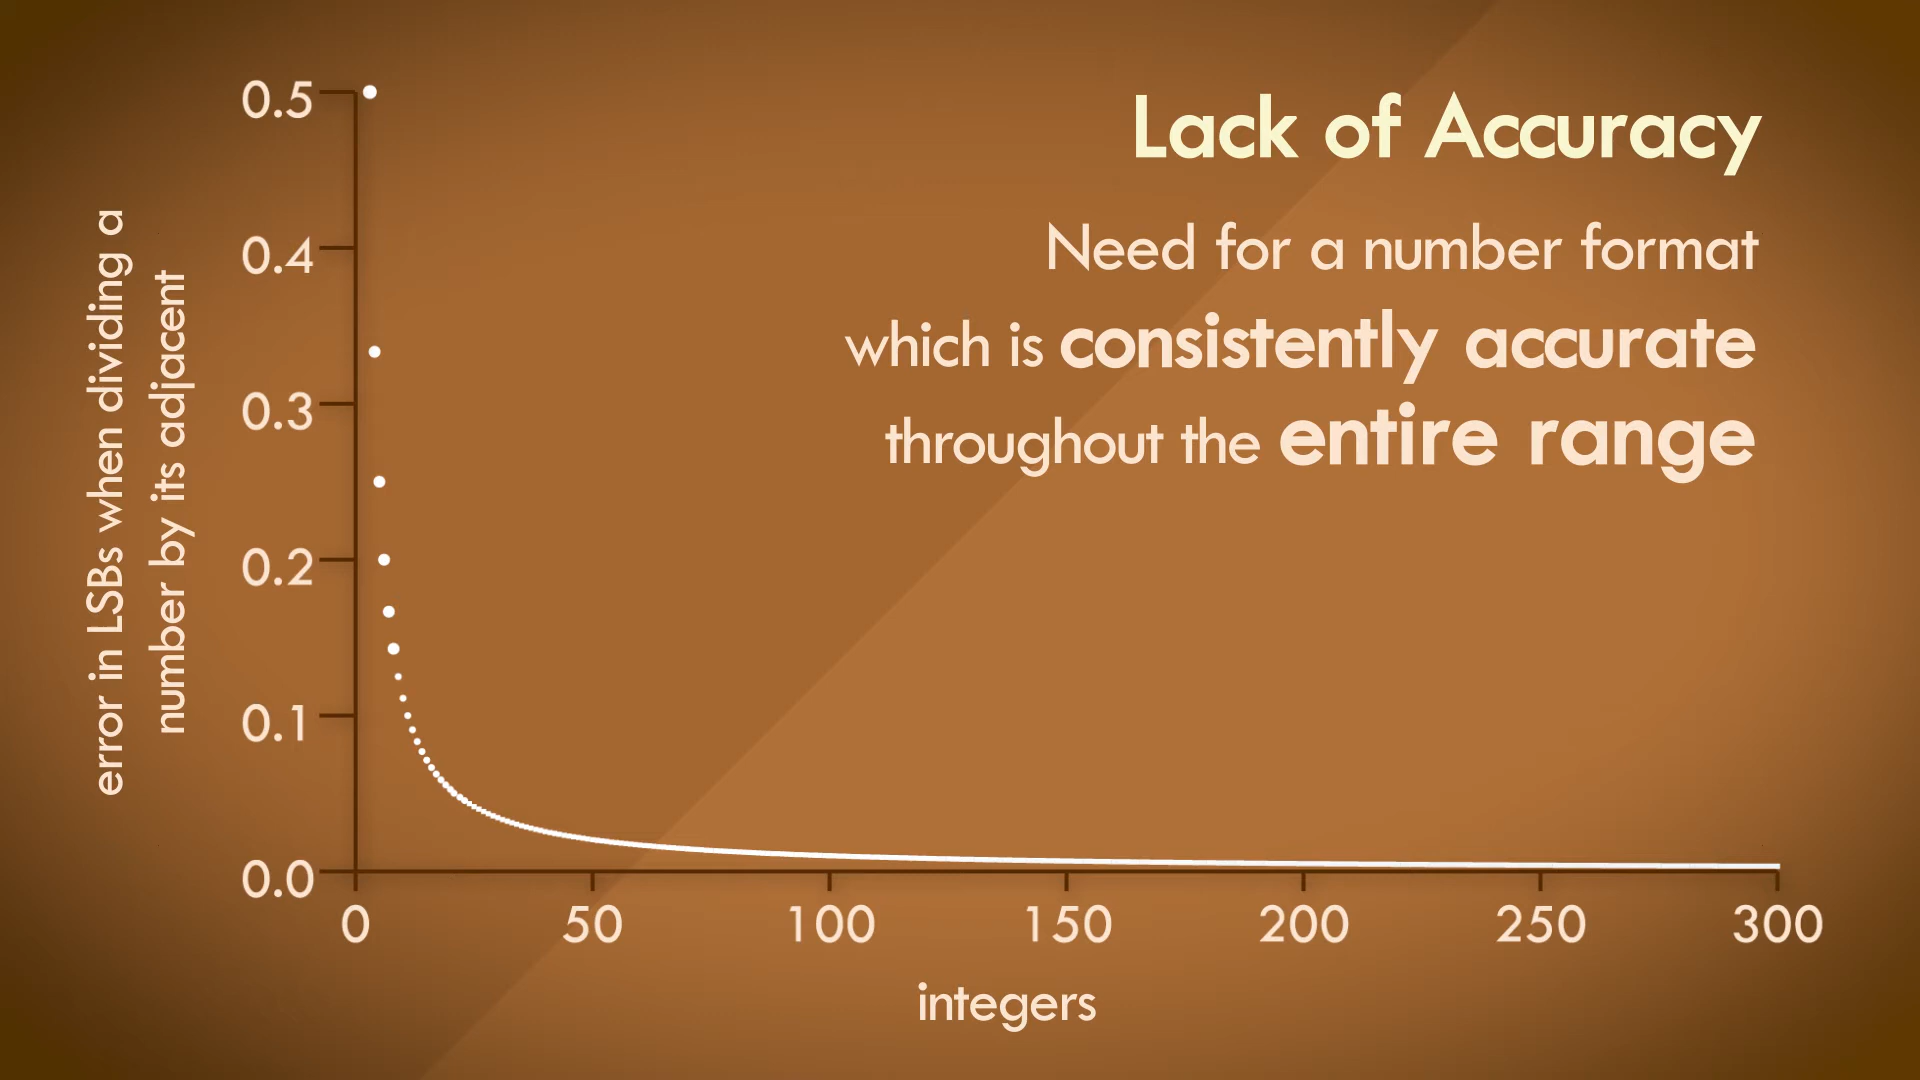 Lack of Accuracy
Need for a number format
which is consistently accurate
throughout the entire range
error in LSBs when dividing a
number by its adjacent
0.5
0.4
0.3
0.2
0.1
0.0
0 50 100 150 200 250 300
integers